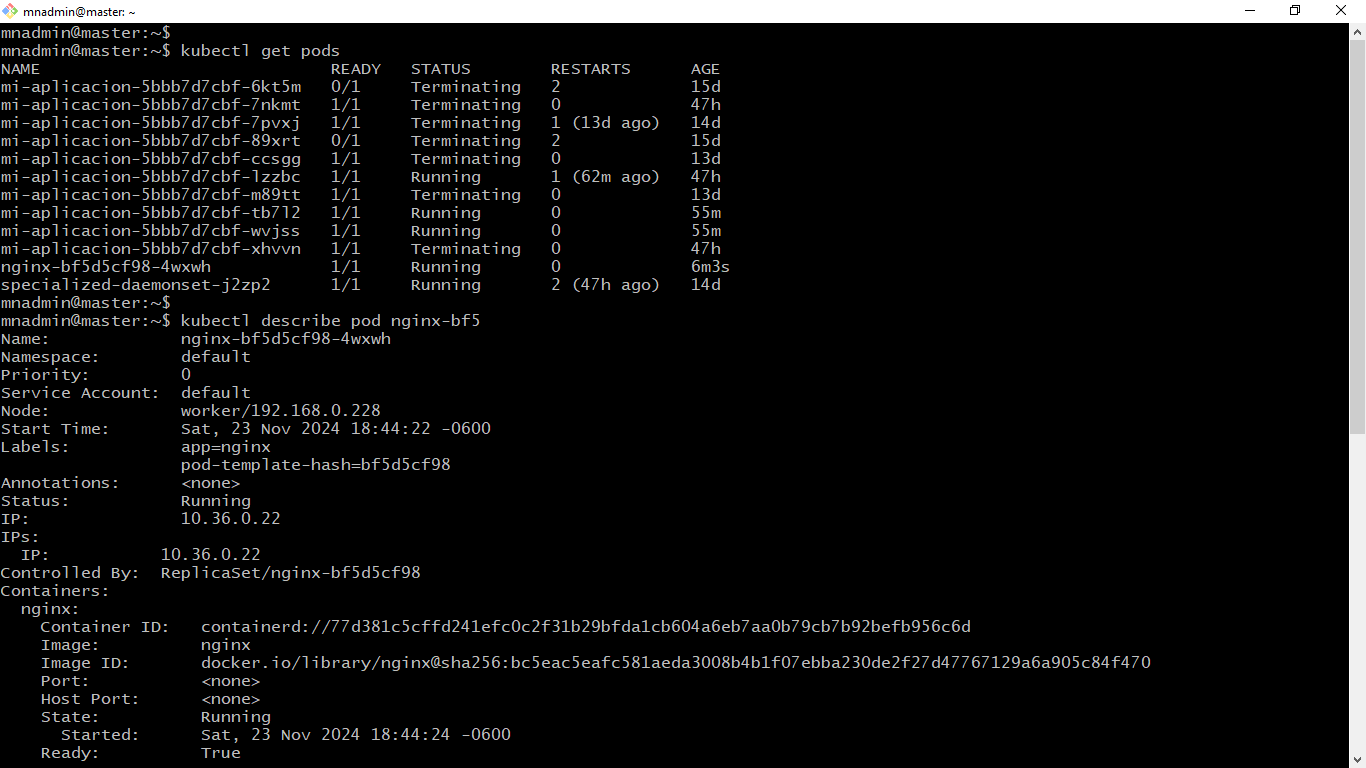 mnadmin@master: ~
mnadmin@master:~$
mnadmin@master:~$ kubectl get pods
NAME                             READY   STATUS        RESTARTS      AGE
mi-aplicacion-5bbb7d7cbf-6kt5m   0/1     Terminating   2             15d
mi-aplicacion-5bbb7d7cbf-7nkmt   1/1     Terminating   0             47h
mi-aplicacion-5bbb7d7cbf-7pvxj   1/1     Terminating   1 (13d ago)   14d
mi-aplicacion-5bbb7d7cbf-89xrt   0/1     Terminating   2             15d
mi-aplicacion-5bbb7d7cbf-ccsgg   1/1     Terminating   0             13d
mi-aplicacion-5bbb7d7cbf-lzzbc   1/1     Running       1 (62m ago)   47h
mi-aplicacion-5bbb7d7cbf-m89tt   1/1     Terminating   0             13d
mi-aplicacion-5bbb7d7cbf-tb7l2   1/1     Running       0             55m
mi-aplicacion-5bbb7d7cbf-wvjss   1/1     Running       0             55m
mi-aplicacion-5bbb7d7cbf-xhvvn   1/1     Terminating   0             47h
nginx-bf5d5cf98-4wxwh            1/1     Running       0             6m3s
specialized-daemonset-j2zp2      1/1     Running       2 (47h ago)   14d
mnadmin@master:~$
mnadmin@master:~$ kubectl describe pod nginx-bf5
Name:             nginx-bf5d5cf98-4wxwh
Namespace:        default
Priority:         0
Service Account:  default
Node:             worker/192.168.0.228
Start Time:       Sat, 23 Nov 2024 18:44:22 -0600
Labels:           app=nginx
                  pod-template-hash=bf5d5cf98
Annotations:      <none>
Status:           Running
IP:               10.36.0.22
IPs:
  IP:           10.36.0.22
Controlled By:  ReplicaSet/nginx-bf5d5cf98
Containers:
  nginx:
    Container ID:   containerd://77d381c5cffd241efc0c2f31b29bfda1cb604a6eb7aa0b79cb7b92befb956c6d
    Image:          nginx
    Image ID:       docker.io/library/nginx@sha256:bc5eac5eafc581aeda3008b4b1f07ebba230de2f27d47767129a6a905c84f470
    Port:           <none>
    Host Port:      <none>
    State:          Running
      Started:      Sat, 23 Nov 2024 18:44:24 -0600
    Ready:          True